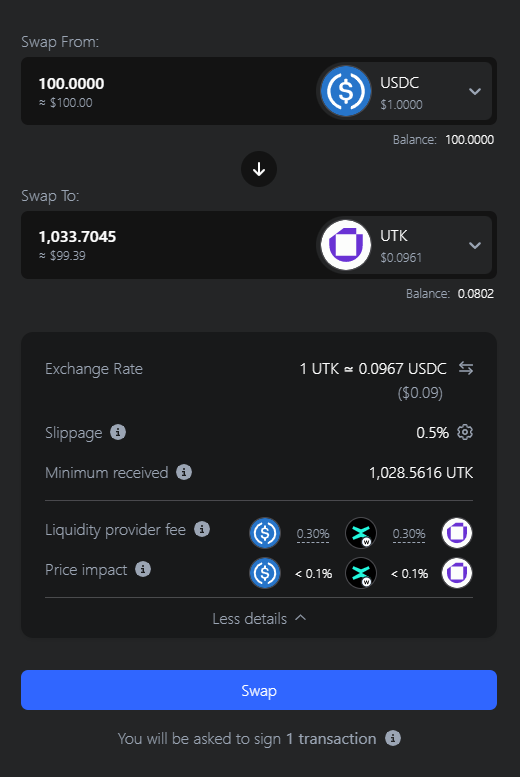 Swap From:
100.0000
≈ $100.00
USDC
$1.0000
Balance: 100.0000
Swap To:
1,033.7045
≈ $99.39
UTK
$0.0961
Balance: 0.0802
Exchange Rate 1 UTK ≃ 0.0967 USDC
($0.09)
Slippage 0.5%
Minimum received 1,028.5616 UTK
Liquidity provider fee 0.30% W 0.30%
Price impact < 0.1% W < 0.1%
Less details
Swap
You will be asked to sign 1 transaction